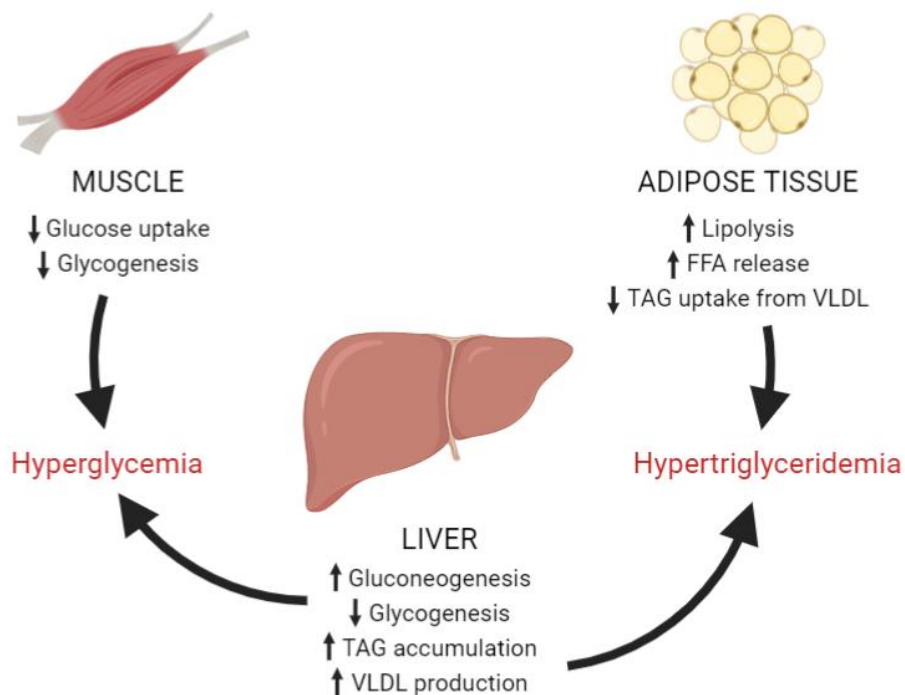 MUSCLE
↓ Glucose uptake
↓ Glycogenesis
ADIPOSE TISSUE
↑ Lipolysis
↑ FFA release
↓ TAG uptake from VLDL
Hyperglycemia
Hypertriglyceridemia
LIVER
↑ Gluconeogenesis
↓ Glycogenesis
↑ TAG accumulation
↑ VLDL production